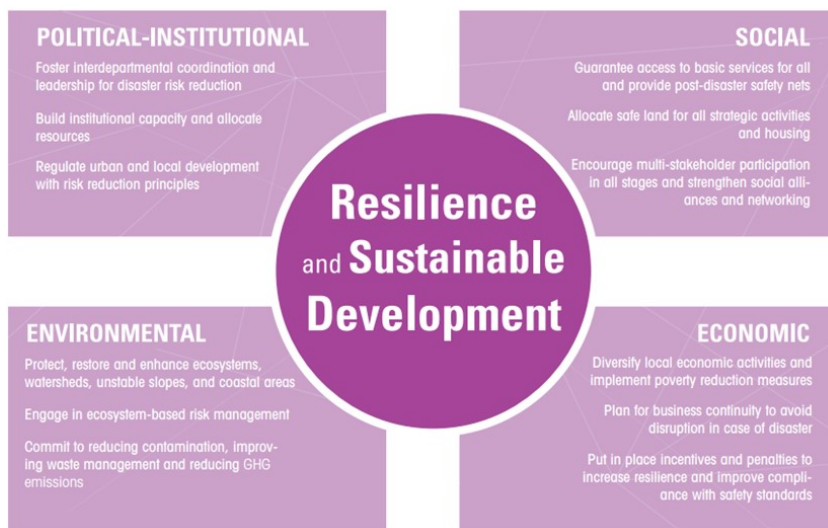 POLITICAL-INSTITUTIONAL
Foster interdepartmental coordination and
leadership for disaster risk reduction
Build institutional capacity and allocate
resources
Regulate urban and local development
with risk reduction principles
SOCIAL
Guarantee access to basic services for all
and provide post-disaster safety nets
Allocate safe land for all strategic activities
and housing
Encourage multi-stakeholder participation
in all stages and strengthen social alli-
ances and networking
Resilience
and Sustainable
Development
ENVIRONMENTAL
Protect, restore and enhance ecosystems,
watersheds, unstable slopes, and coastal areas
Engage in ecosystem-based risk management
Commit to reducing contamination, improv-
ing waste management and reducing GHG
emissions
ECONOMIC
Diversify local economic activities and
implement poverty reduction measures
Plan for business continuity to avoid
disruption in case of disaster
Put in place incentives and penalties to
increase resilience and improve compli-
ance with safety standards